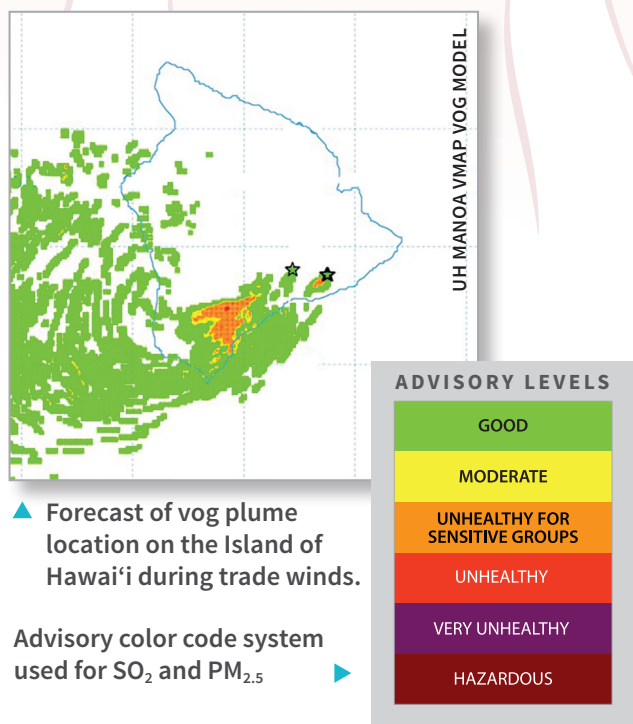 UH MANOA VMAP VOG MODEL
▲ Forecast of vog plume
location on the Island of
Hawaiʻi during trade winds.
Advisory color code system
used for SO₂ and PM₂.₅ ▶
ADVISORY LEVELS
GOOD
MODERATE
UNHEALTHY FOR
SENSITIVE GROUPS
UNHEALTHY
VERY UNHEALTHY
HAZARDOUS